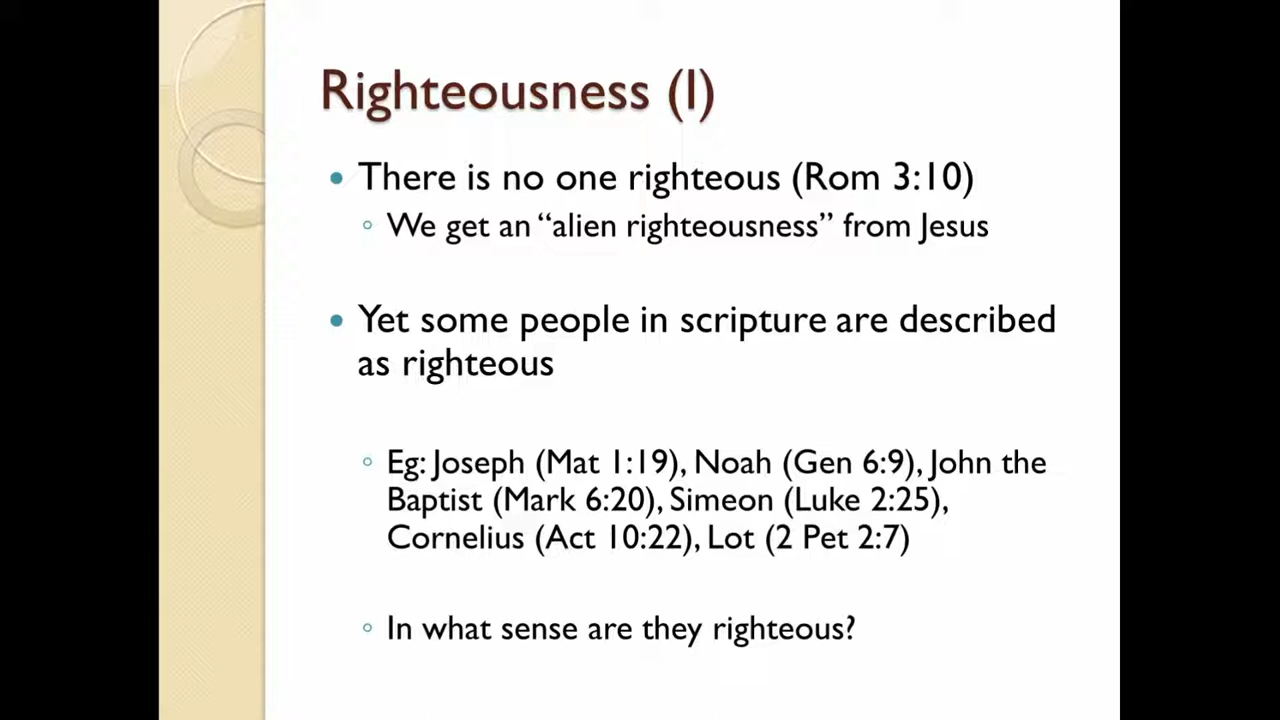 Righteousness (I)
• There is no one righteous (Rom 3:10)
◦ We get an “alien righteousness” from Jesus
• Yet some people in scripture are described
as righteous
◦ Eg: Joseph (Mat 1:19), Noah (Gen 6:9), John the
Baptist (Mark 6:20), Simeon (Luke 2:25),
Cornelius (Act 10:22), Lot (2 Pet 2:7)
◦ In what sense are they righteous?